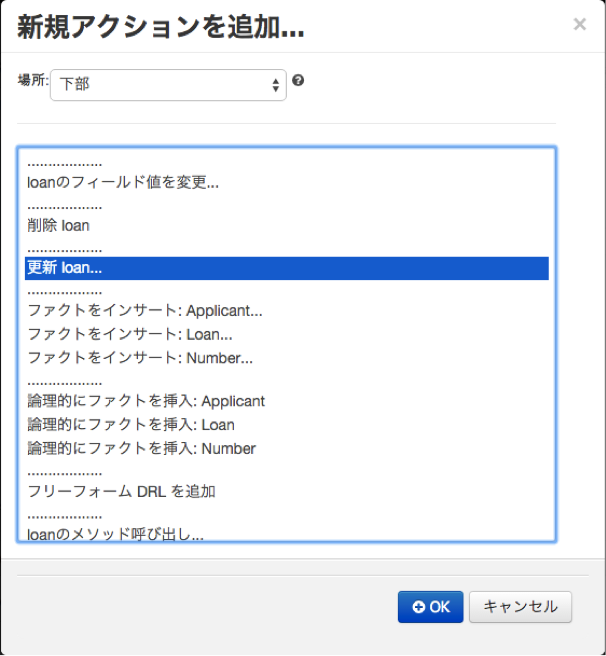 新規アクションを追加...
×
場所: 下部
..................
loanのフィールド値を変更...
..................
削除 loan
..................
更新 loan...
..................
ファクトをインサート: Applicant...
ファクトをインサート: Loan...
ファクトをインサート: Number...
..................
論理的にファクトを挿入: Applicant
論理的にファクトを挿入: Loan
論理的にファクトを挿入: Number
..................
フリーフォーム DRL を追加
..................
loanのメソッド呼び出し...
OK キャンセル